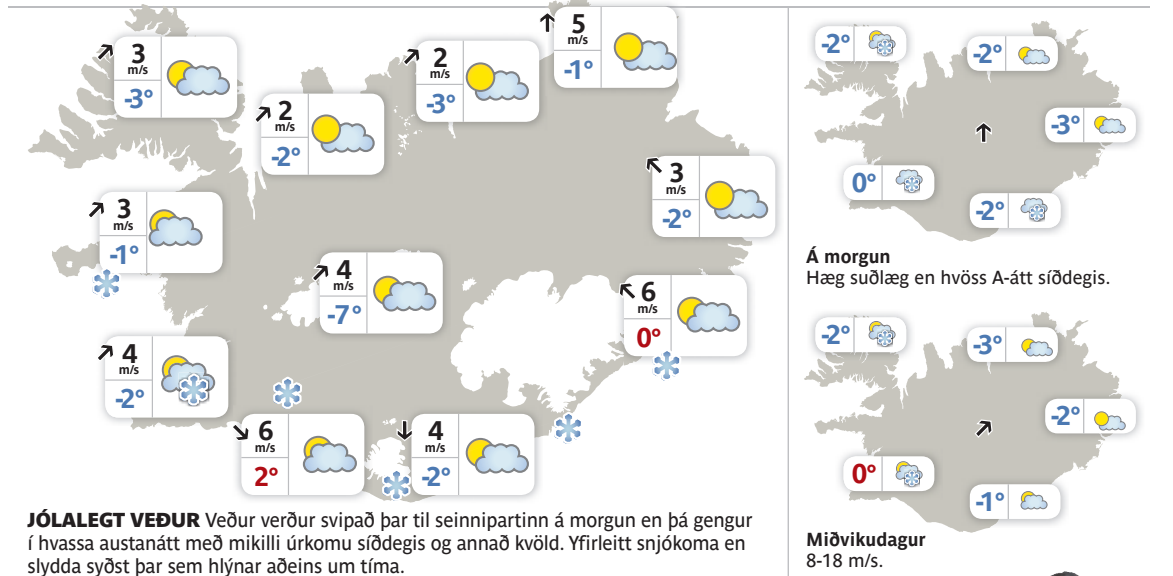 3
m/s
-3°
2
m/s
-2°
2
m/s
-3°
5
m/s
-1°
3
m/s
-2°
3
m/s
-1°
4
m/s
-7°
6
m/s
0°
4
m/s
-2°
6
m/s
2°
4
m/s
-2°
JÓLALEGT VEÐUR Veður verður svipað þar til seinnipartinn á morgun en þá gengur
í hvassa austanátt með mikilli úrkomu síðdegis og annað kvöld. Yfirleitt snjókoma en
slydda syðst þar sem hlýnar aðeins um tíma.
-2°
-2°
-3°
0°
-2°
Á morgun
Hæg suðlæg en hvöss A-átt síðdegis.
-2°
-3°
-2°
0°
-1°
Miðvikudagur
8-18 m/s.